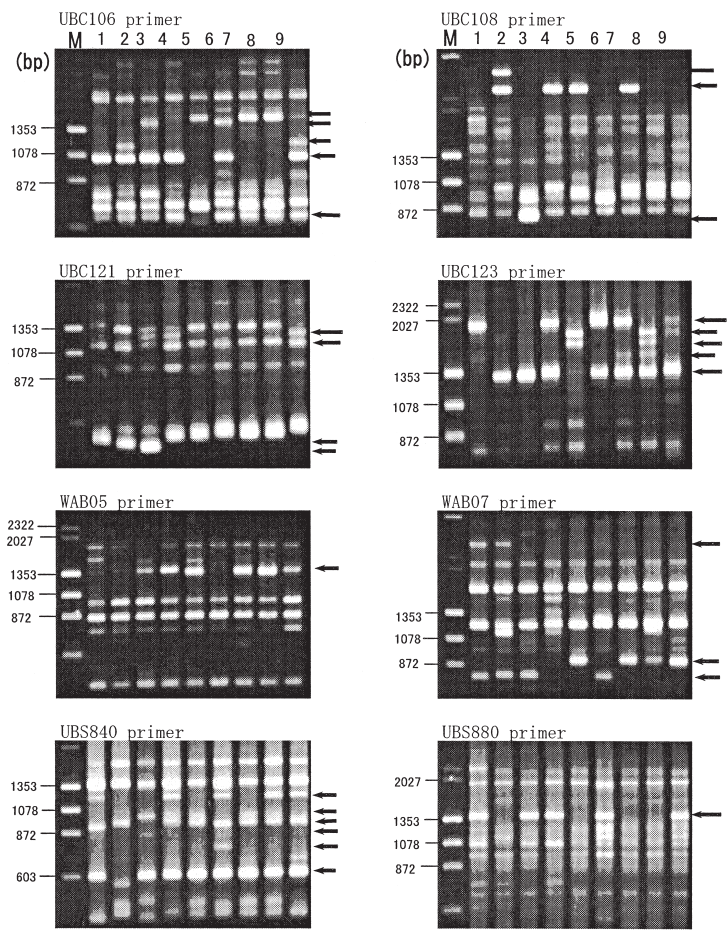 UBC106 primer
M 1 2 3 4 5 6 7 8 9
(bp)
1353
1078
872
UBC108 primer
M 1 2 3 4 5 6 7 8 9
(bp)
1353
1078
872
UBC121 primer
1353
1078
872
UBC123 primer
2322
2027
1353
1078
872
WAB05 primer
2322
2027
1353
1078
872
WAB07 primer
1353
1078
872
UBS840 primer
1353
1078
872
603
UBS880 primer
2027
1353
1078
872